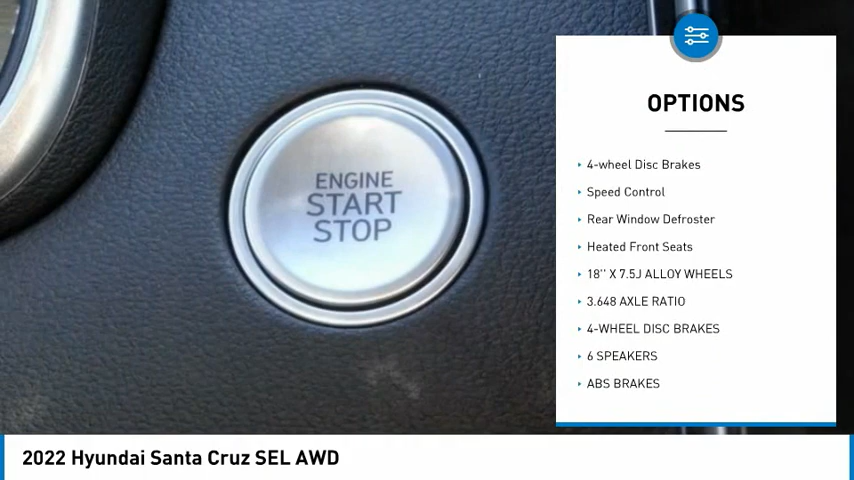 ENGINE
START
STOP
OPTIONS
4-wheel Disc Brakes
Speed Control
Rear Window Defroster
Heated Front Seats
18'' X 7.5J ALLOY WHEELS
3.648 AXLE RATIO
4-WHEEL DISC BRAKES
6 SPEAKERS
ABS BRAKES
2022 Hyundai Santa Cruz SEL AWD